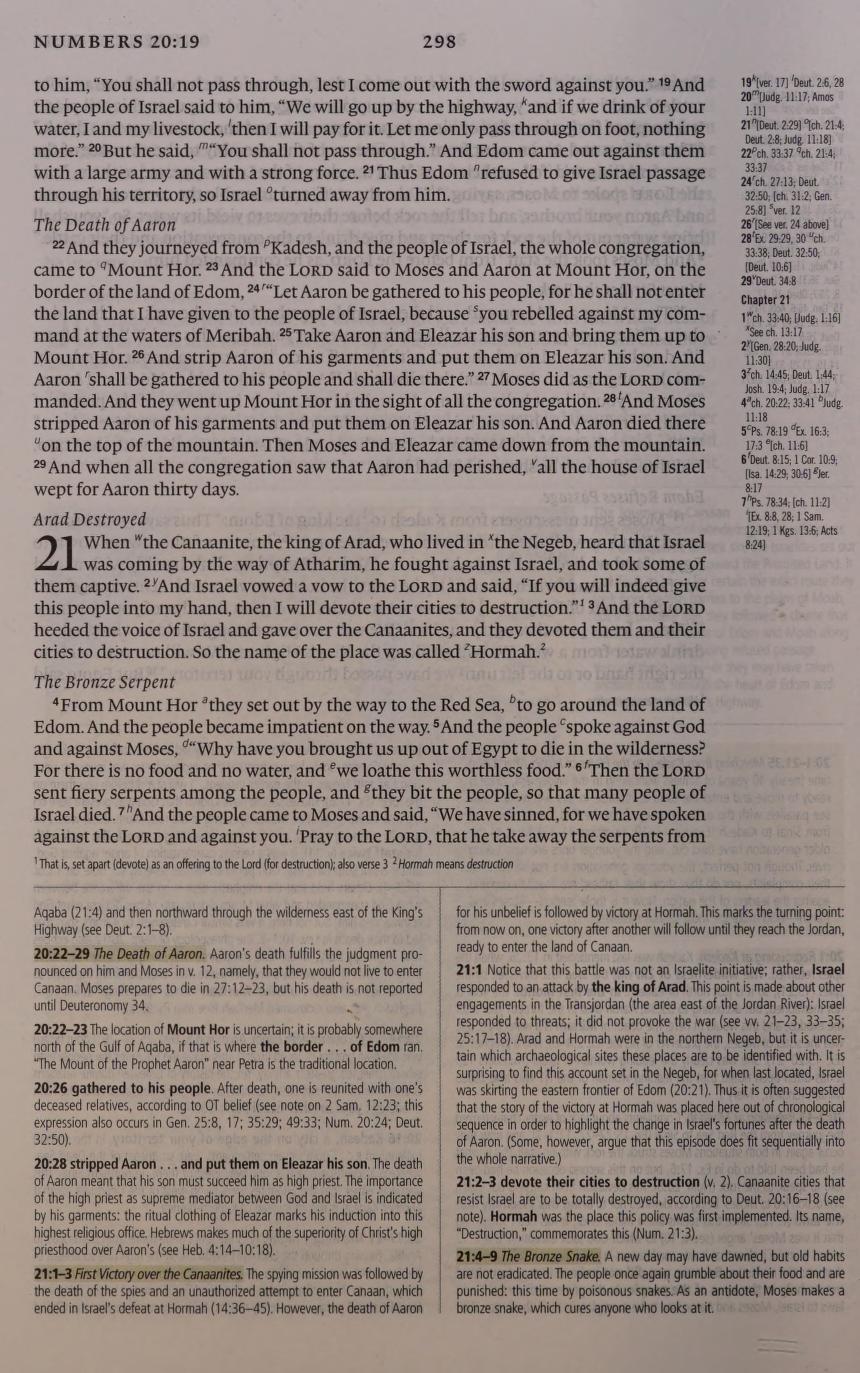 NUMBERS 20:19
298
to him, “You shall not pass through, lest I come out with the sword against you.” 19 And
the people of Israel said to him, “We will go up by the highway, k and if we drink of your
water, I and my livestock, l then I will pay for it. Let me only pass through on foot, nothing
more.” 20 But he said, m “You shall not pass through.” And Edom came out against them
with a large army and with a strong force. 21 Thus Edom n refused to give Israel passage
through his territory, so Israel o turned away from him.
The Death of Aaron
22 And they journeyed from p Kadesh, and the people of Israel, the whole congregation,
came to q Mount Hor. 23 And the LORD said to Moses and Aaron at Mount Hor, on the
border of the land of Edom, 24 r “Let Aaron be gathered to his people, for he shall not enter
the land that I have given to the people of Israel, because s you rebelled against my com-
mand at the waters of Meribah. 25 Take Aaron and Eleazar his son and bring them up to
Mount Hor. 26 And strip Aaron of his garments and put them on Eleazar his son. And
Aaron r shall be gathered to his people and shall die there.” 27 Moses did as the LORD com-
manded. And they went up Mount Hor in the sight of all the congregation. 28 t And Moses
stripped Aaron of his garments and put them on Eleazar his son. And Aaron died there
u on the top of the mountain. Then Moses and Eleazar came down from the mountain.
29 And when all the congregation saw that Aaron had perished, v all the house of Israel
wept for Aaron thirty days.
Arad Destroyed
21 When w the Canaanite, the king of Arad, who lived in x the Negeb, heard that Israel
was coming by the way of Atharim, he fought against Israel, and took some of
them captive. 2 y And Israel vowed a vow to the LORD and said, “If you will indeed give
this people into my hand, then I will devote their cities to destruction.” 1 3 And the LORD
heeded the voice of Israel and gave over the Canaanites, and they devoted them and their
cities to destruction. So the name of the place was called z Hormah. 2
The Bronze Serpent
4 From Mount Hor a they set out by the way to the Red Sea, b to go around the land of
Edom. And the people became impatient on the way. 5 And the people c spoke against God
and against Moses, d “Why have you brought us up out of Egypt to die in the wilderness?
For there is no food and no water, and e we loathe this worthless food.” 6 f Then the LORD
sent fiery serpents among the people, and g they bit the people, so that many people of
Israel died. 7 h And the people came to Moses and said, “We have sinned, for we have spoken
against the LORD and against you. i Pray to the LORD, that he take away the serpents from
1 That is, set apart (devote) as an offering to the Lord (for destruction); also verse 3 2 Hormah means destruction
19 k [ver. 17] l Deut. 2:6, 28
20 m [Judg. 11:17; Amos
1:11]
21 n [Deut. 2:29] o [ch. 21:4;
Deut. 2:8; Judg. 11:18]
22 p ch. 33:37 q ch. 21:4;
33:37
24 r ch. 27:13; Deut.
32:50; [ch. 31:2; Gen.
25:8] s ver. 12
26 r [See ver. 24 above]
28 t Ex. 29:29, 30 u ch.
33:38; Deut. 32:50;
[Deut. 10:6]
29 v Deut. 34:8
Chapter 21
1 w ch. 33:40; [Judg. 1:16]
x See ch. 13:17
2 y [Gen. 28:20; Judg.
11:30]
3 z ch. 14:45; Deut. 1:44;
Josh. 19:4; Judg. 1:17
4 a ch. 20:22; 33:41 b Judg.
11:18
5 c Ps. 78:19 d Ex. 16:3;
17:3 e [ch. 11:6]
6 f Deut. 8:15; 1 Cor. 10:9;
[Isa. 14:29; 30:6] g Jer.
8:17
7 h Ps. 78:34; [ch. 11:2]
i [Ex. 8:8, 28; 1 Sam.
12:19; 1 Kgs. 13:6; Acts
8:24]
Aqaba (21:4) and then northward through the wilderness east of the King's
Highway (see Deut. 2:1–8).
20:22–29 The Death of Aaron. Aaron's death fulfills the judgment pro-
nounced on him and Moses in v. 12, namely, that they would not live to enter
Canaan. Moses prepares to die in 27:12–23, but his death is not reported
until Deuteronomy 34.
20:22–23 The location of Mount Hor is uncertain; it is probably somewhere
north of the Gulf of Aqaba, if that is where the border . . . of Edom ran.
“The Mount of the Prophet Aaron” near Petra is the traditional location.
20:26 gathered to his people. After death, one is reunited with one's
deceased relatives, according to OT belief (see note on 2 Sam. 12:23; this
expression also occurs in Gen. 25:8, 17; 35:29; 49:33; Num. 20:24; Deut.
32:50).
20:28 stripped Aaron . . . and put them on Eleazar his son. The death
of Aaron meant that his son must succeed him as high priest. The importance
of the high priest as supreme mediator between God and Israel is indicated
by his garments: the ritual clothing of Eleazar marks his induction into this
highest religious office. Hebrews makes much of the superiority of Christ's high
priesthood over Aaron's (see Heb. 4:14–10:18).
21:1–3 First Victory over the Canaanites. The spying mission was followed by
the death of the spies and an unauthorized attempt to enter Canaan, which
ended in Israel's defeat at Hormah (14:36–45). However, the death of Aaron
for his unbelief is followed by victory at Hormah. This marks the turning point:
from now on, one victory after another will follow until they reach the Jordan,
ready to enter the land of Canaan.
21:1 Notice that this battle was not an Israelite initiative; rather, Israel
responded to an attack by the king of Arad. This point is made about other
engagements in the Transjordan (the area east of the Jordan River): Israel
responded to threats; it did not provoke the war (see vv. 21–23, 33–35;
25:17–18). Arad and Hormah were in the northern Negeb, but it is uncer-
tain which archaeological sites these places are to be identified with. It is
surprising to find this account set in the Negeb, for when last located, Israel
was skirting the eastern frontier of Edom (20:21). Thus it is often suggested
that the story of the victory at Hormah was placed here out of chronological
sequence in order to highlight the change in Israel's fortunes after the death
of Aaron. (Some, however, argue that this episode does fit sequentially into
the whole narrative.)
21:2–3 devote their cities to destruction (v. 2). Canaanite cities that
resist Israel are to be totally destroyed, according to Deut. 20:16–18 (see
note). Hormah was the place this policy was first implemented. Its name,
“Destruction,” commemorates this (Num. 21:3).
21:4–9 The Bronze Snake. A new day may have dawned, but old habits
are not eradicated. The people once again grumble about their food and are
punished: this time by poisonous snakes. As an antidote, Moses makes a
bronze snake, which cures anyone who looks at it.